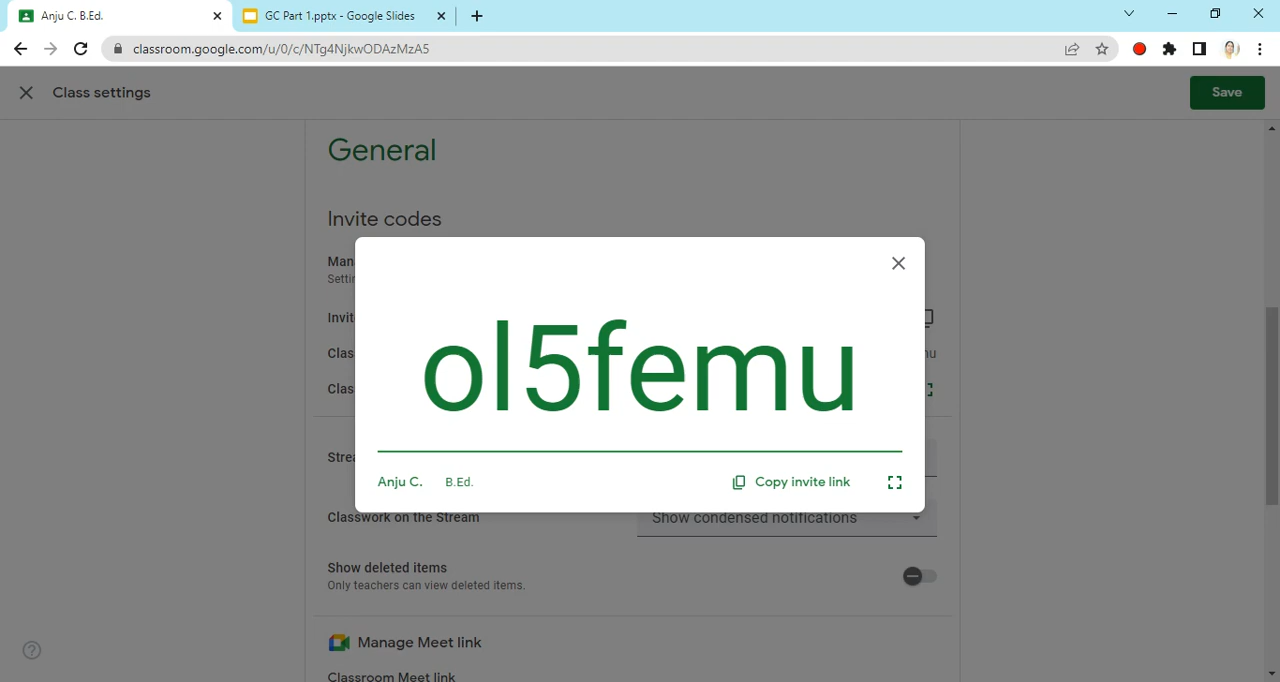 Anju C. B.Ed.
GC Part 1.pptx - Google Slides
classroom.google.com/u/0/c/NTg4NjkwODAzMzA5
Class settings
Save
General
Invite codes
ol5femu
Anju C. B.Ed.
Copy invite link
Classwork on the Stream
Show condensed notifications
Show deleted items
Only teachers can view deleted items.
Manage Meet link
Classroom Meet link